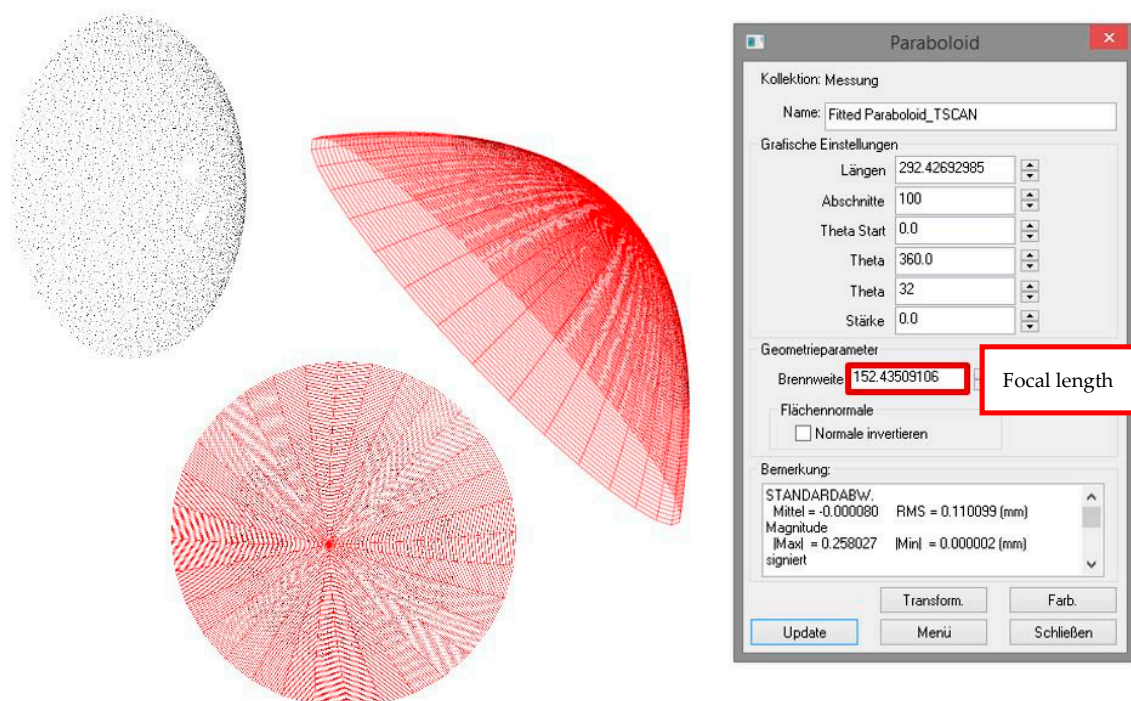 Paraboloid
Kollektion: Messung
Name: Fitted Paraboloid_TSCAN
Grafische Einstellungen
Längen 292.42692985
Abschnitte 100
Theta Start 0.0
Theta 360.0
Theta 32
Stärke 0.0
Geometrieparameter
Brennweite 152.43509106
Focal length
Flächennormale
Normale invertieren
Bemerkung:
STANDARDABW.
Mittel = -0.000080 RMS = 0.110099 (mm)
Magnitude
|Max| = 0.258027 |Min| = 0.000002 (mm)
signiert
Transform. Farb.
Update Menü Schließen